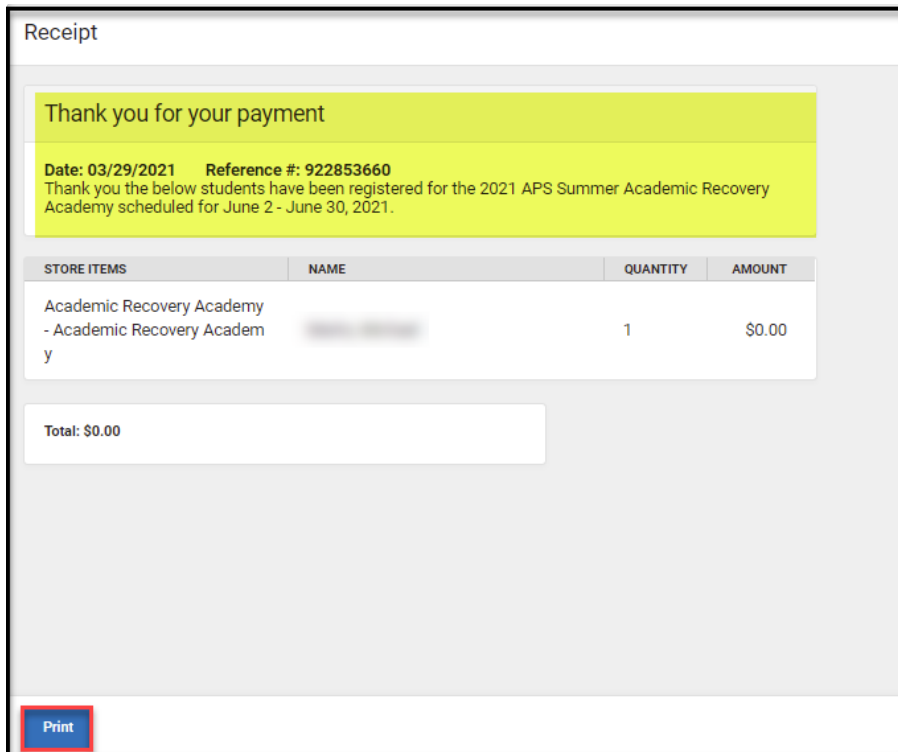 Receipt
Thank you for your payment
Date: 03/29/2021 Reference #: 922853660
Thank you the below students have been registered for the 2021 APS Summer Academic Recovery
Academy scheduled for June 2 - June 30, 2021.
STORE ITEMS NAME QUANTITY AMOUNT
Academic Recovery Academy
- Academic Recovery Academ 1 $0.00
y
Total: $0.00
Print